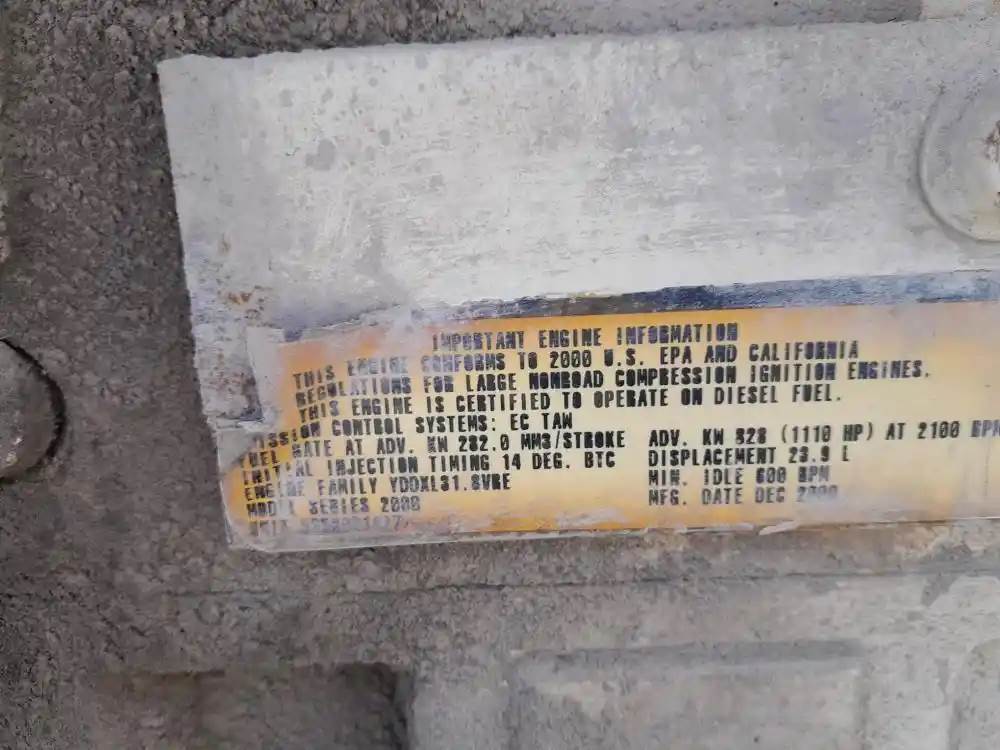 IMPORTANT ENGINE INFORMATION
THIS ENGINE CONFORMS TO 2000 U.S. EPA AND CALIFORNIA
REGULATIONS FOR LARGE NONROAD COMPRESSION IGNITION ENGINES.
THIS ENGINE IS CERTIFIED TO OPERATE ON DIESEL FUEL.
EMISSION CONTROL SYSTEMS: EC TAW
FUEL RATE AT ADV. KW 282.0 MM3/STROKE ADV. KW 828 (1110 HP) AT 2100 RPM
INITIAL INJECTION TIMING 14 DEG. BTC DISPLACEMENT 23.9 L
ENGINE FAMILY YDDXL31.8VRE MIN. IDLE 600 RPM
MODEL SERIES 2000 MFG. DATE DEC 2000
UNIT